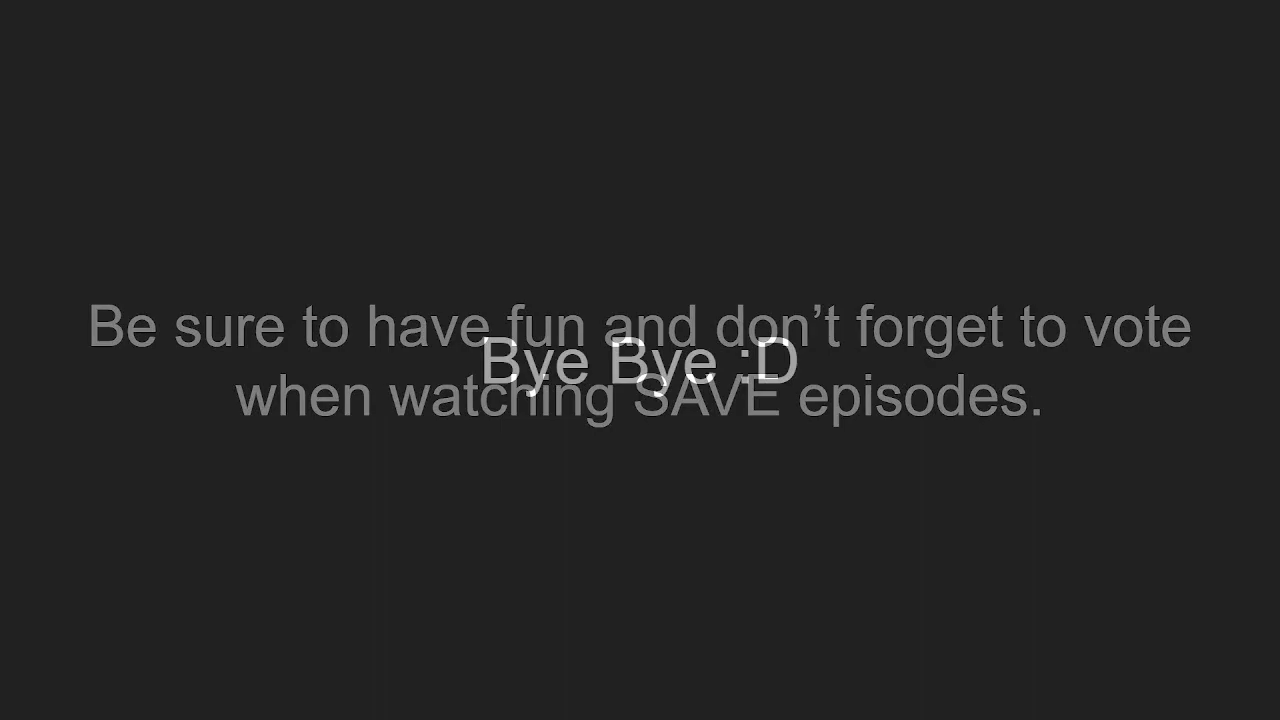 Be sure to have fun and don’t forget to vote
Bye Bye :D
when watching SAVE episodes.